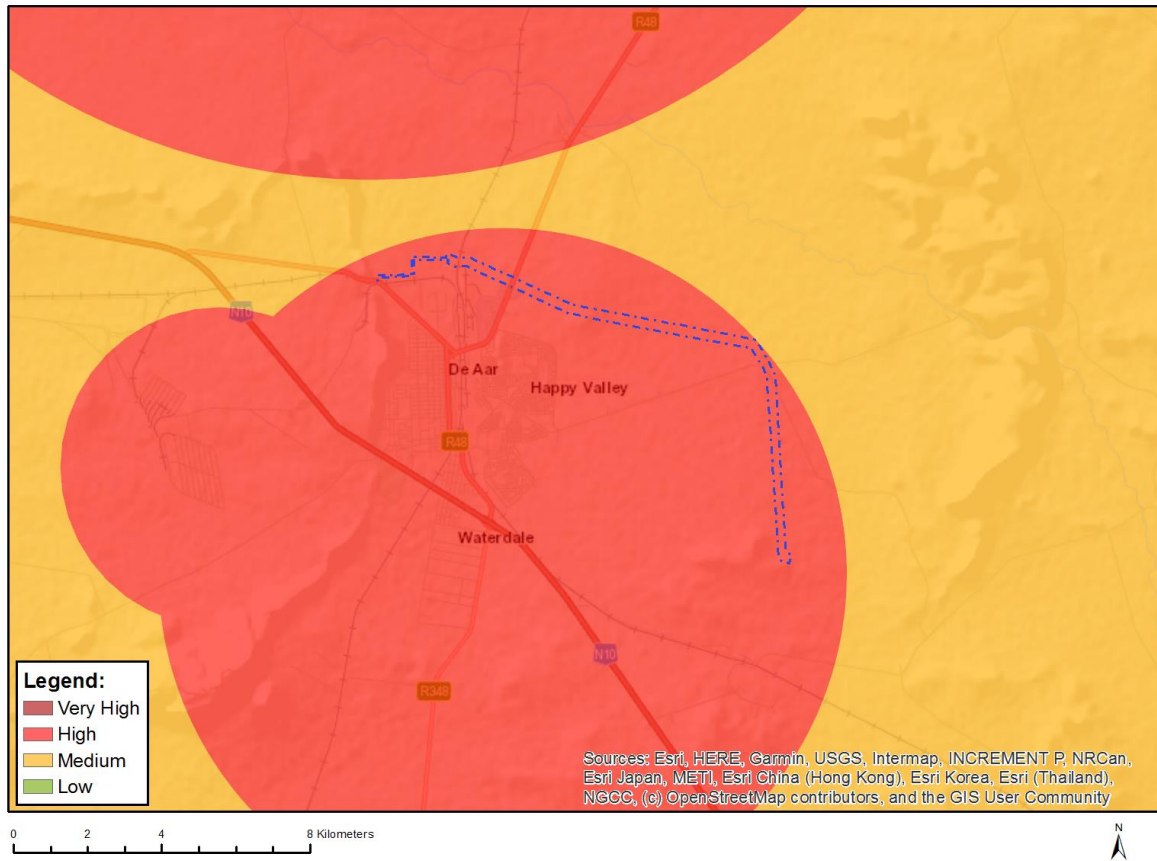 R48
N10
De Aar
Happy Valley
R48
Waterdale
N10
R348
Legend:
Very High
High
Medium
Low
Sources: Esri, HERE, Garmin, USGS, Intermap, INCREMENT P, NRCan,
Esri Japan, METI, Esri China (Hong Kong), Esri Korea, Esri (Thailand),
NGCC, (c) OpenStreetMap contributors, and the GIS User Community
0 2 4 8 Kilometers
N